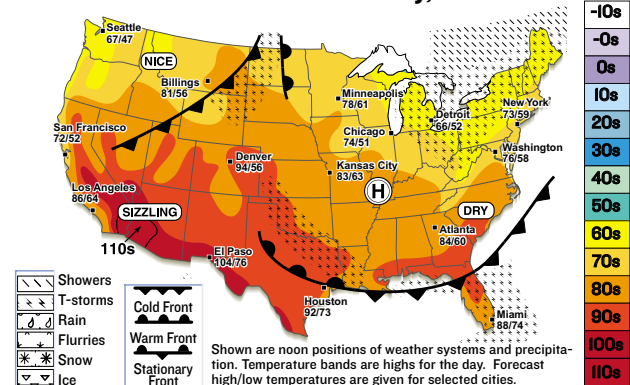 Seattle
67/47
NICE
Billings
81/56
Minneapolis
78/61
New York
73/59
Detroit
66/52
San Francisco
72/52
Chicago
74/51
Washington
76/58
Denver
94/56
Kansas City
83/63
Los Angeles
86/64
H
SIZZLING
DRY
110s
Atlanta
84/60
El Paso
104/76
Houston
92/73
Miami
88/74
Showers
T-storms
Rain
Flurries
Snow
Ice
Cold Front
Warm Front
Stationary
Front
Shown are noon positions of weather systems and precipita-
tion. Temperature bands are highs for the day. Forecast
high/low temperatures are given for selected cities.
-10s
-0s
0s
10s
20s
30s
40s
50s
60s
70s
80s
90s
100s
110s